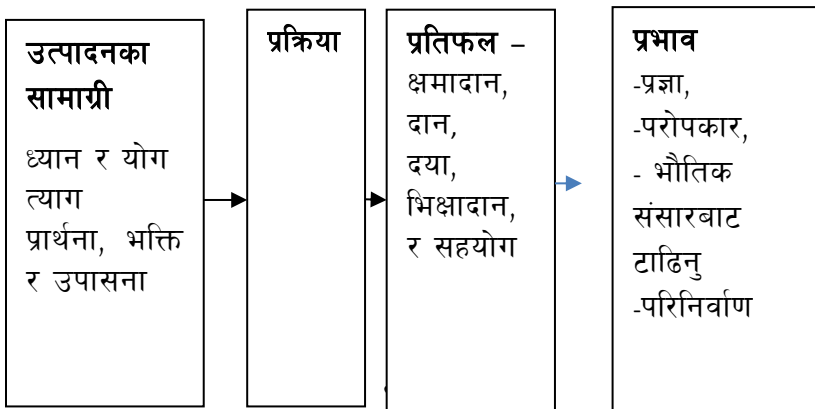 उत्पादनका
सामाग्री
ध्यान र योग
त्याग
प्रार्थना, भक्ति
र उपासना
प्रक्रिया
प्रतिफल –
क्षमादान,
दान,
दया,
भिक्षादान,
र सहयोग
प्रभाव
-प्रज्ञा,
-परोपकार,
- भौतिक
संसारबाट
टाढिनु
-परिनिर्वाण